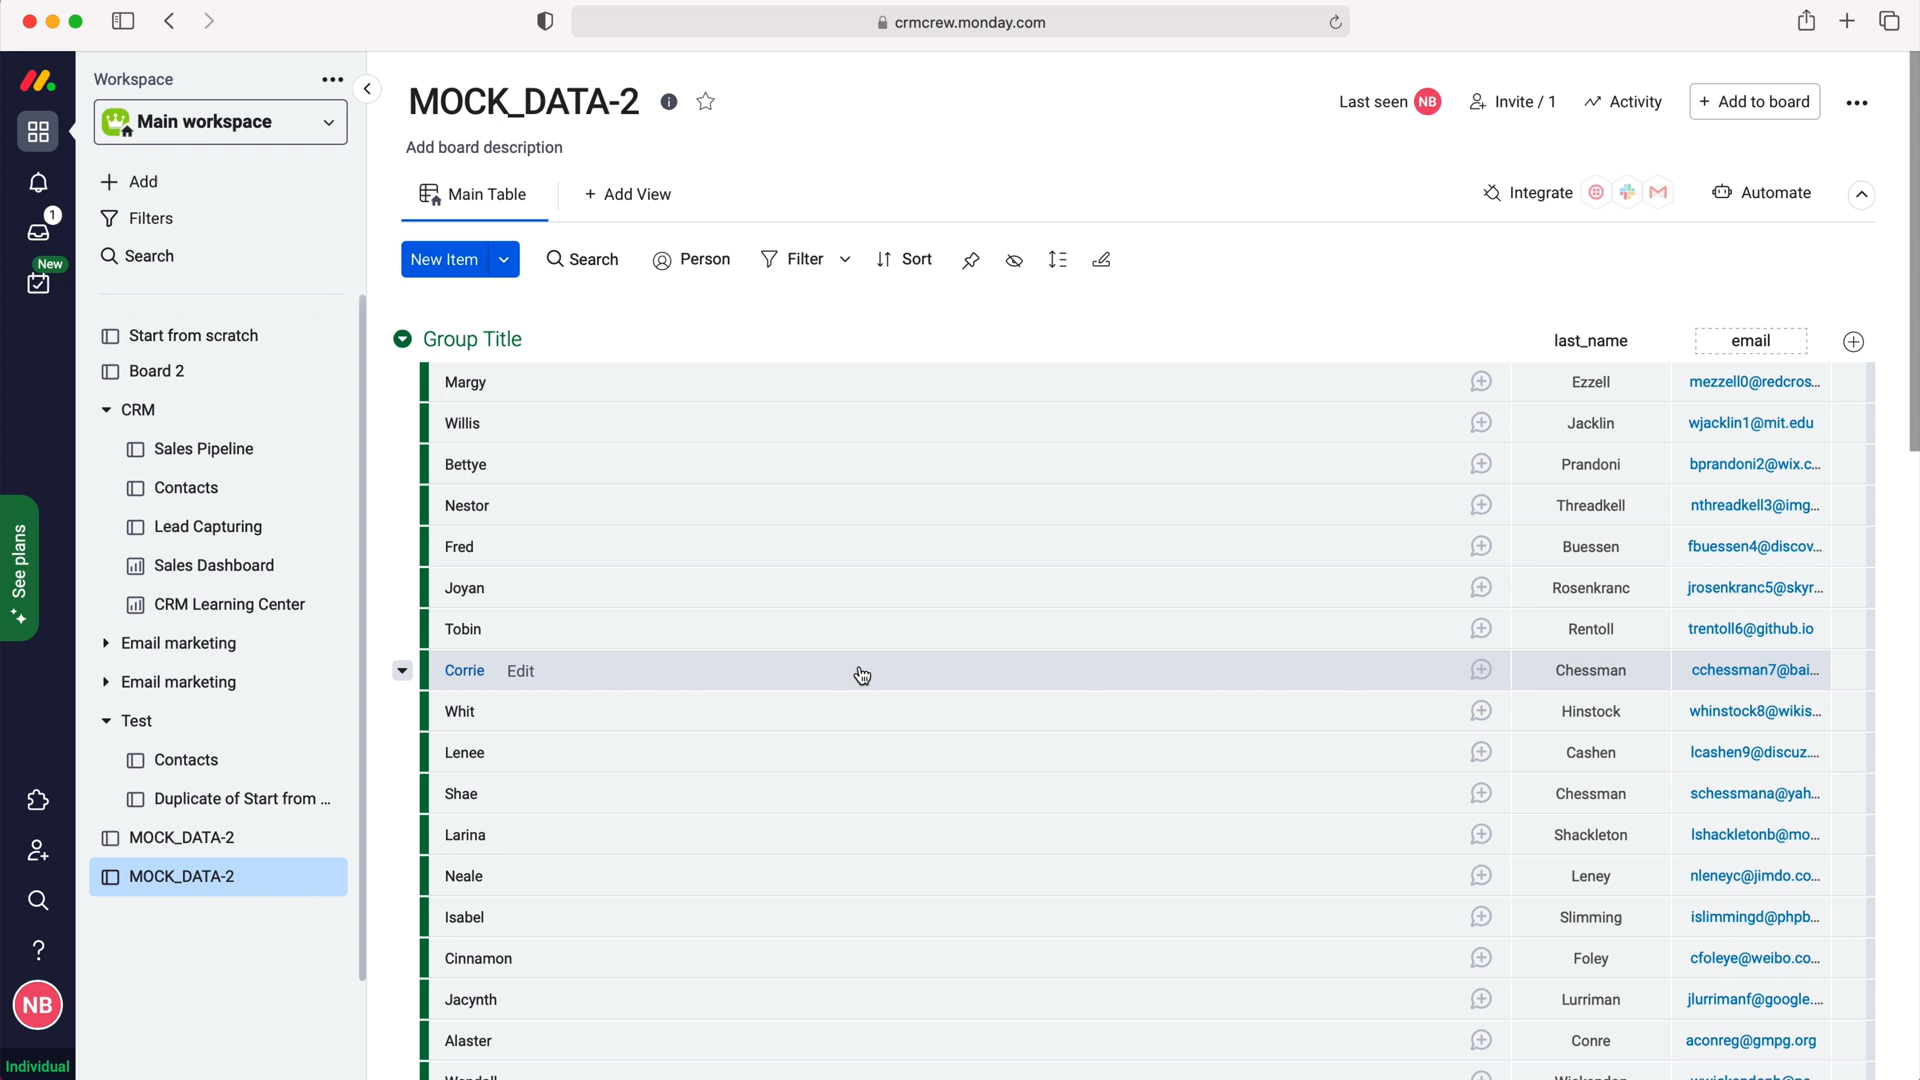 crmcrew.monday.com
Workspace
Main workspace
Add
Filters
Search
1
New
See plans
Start from scratch
Board 2
CRM
Sales Pipeline
Contacts
Lead Capturing
Sales Dashboard
CRM Learning Center
Email marketing
Email marketing
Test
Contacts
Duplicate of Start from ...
MOCK_DATA-2
MOCK_DATA-2
NB
Individual
MOCK_DATA-2
Last seen NB Invite / 1 Activity + Add to board
Add board description
Main Table + Add View Integrate Automate
New Item Search Person Filter Sort
Group Title last_name email
Margy Ezzell mezzell0@redcros...
Willis Jacklin wjacklin1@mit.edu
Bettye Prandoni bprandoni2@wix.c...
Nestor Threadkell nthreadkell3@img...
Fred Buessen fbuessen4@discov...
Joyan Rosenkranc jrosenkranc5@skyr...
Tobin Rentoll trentoll6@github.io
Corrie Edit Chessman cchessman7@bai...
Whit Hinstock whinstock8@wikis...
Lenee Cashen lcashen9@discuz....
Shae Chessman schessmana@yah...
Larina Shackleton lshackletonb@mo...
Neale Leney nleneyc@jimdo.co...
Isabel Slimming islimmingd@phpb...
Cinnamon Foley cfoleye@weibo.co...
Jacynth Lurriman jlurrimanf@google....
Alaster Conre aconreg@gmpg.org